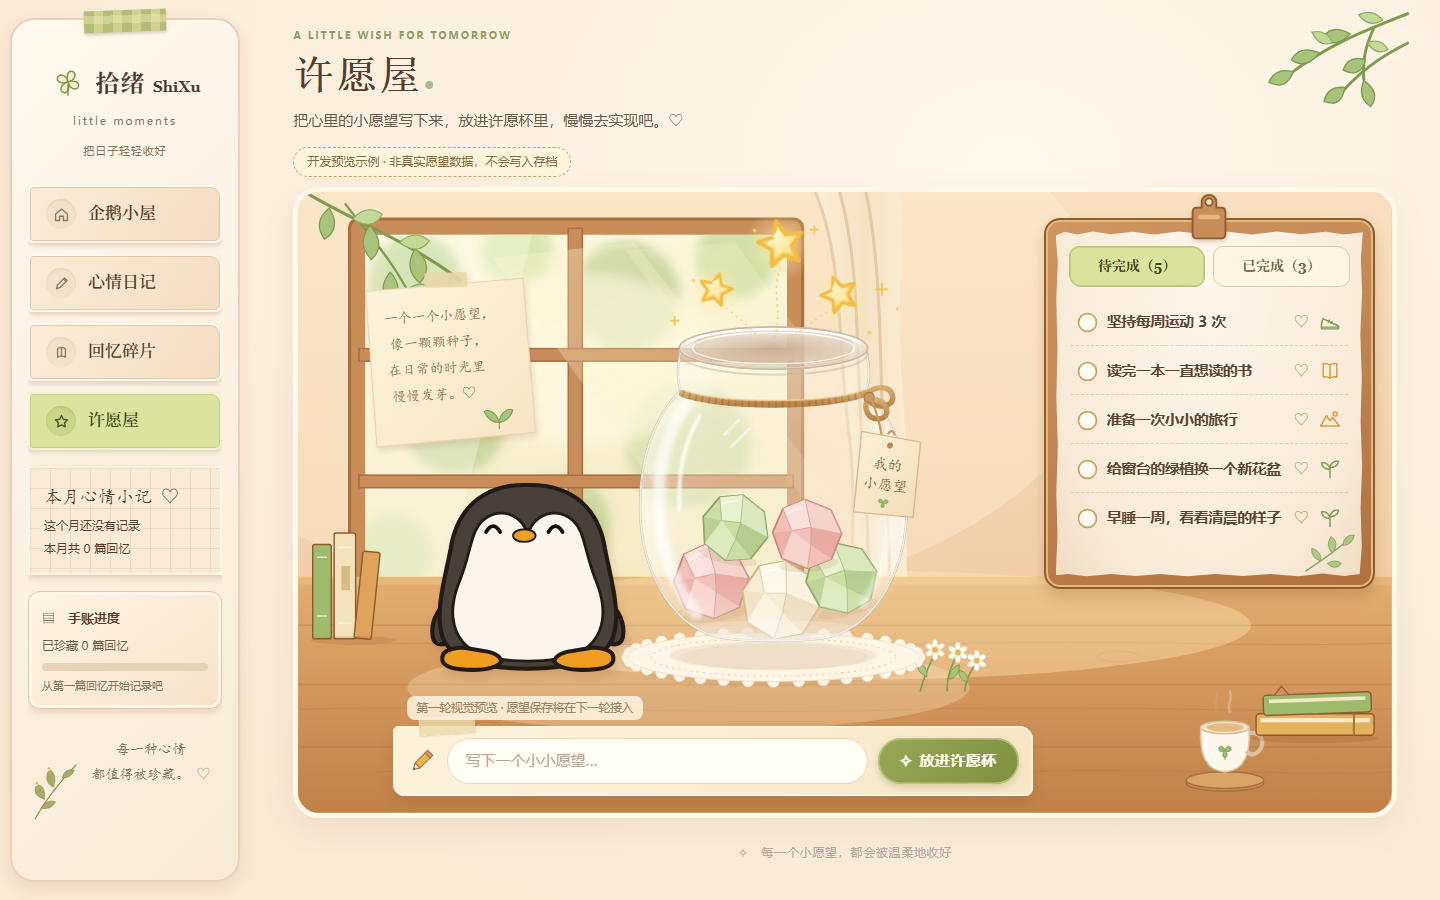 拾绪 ShiXu
little moments
把日子轻轻收好
企鹅小屋
心情日记
回忆碎片
许愿屋
本月心情小记 ♡
这个月还没有记录
本月共 0 篇回忆
手账进度
已珍藏 0 篇回忆
从第一篇回忆开始记录吧
每一种心情
都值得被珍藏。 ♡
A LITTLE WISH FOR TOMORROW
许愿屋.
把心里的小愿望写下来，放进许愿杯里，慢慢去实现吧。♡
开发预览示例 · 非真实愿望数据，不会写入存档
一个一个小愿望，
像一颗颗种子，
在日常的时光里
慢慢发芽。♡
我的
小愿望
待完成（5）
已完成（3）
坚持每周运动 3 次
读完一本一直想读的书
准备一次小小的旅行
给窗台的绿植换一个新花盆
早睡一周，看看清晨的样子
第一轮视觉预览 · 愿望保存将在下一轮接入
写下一个小小愿望...
✧ 放进许愿杯
✧ 每一个小愿望，都会被温柔地收好